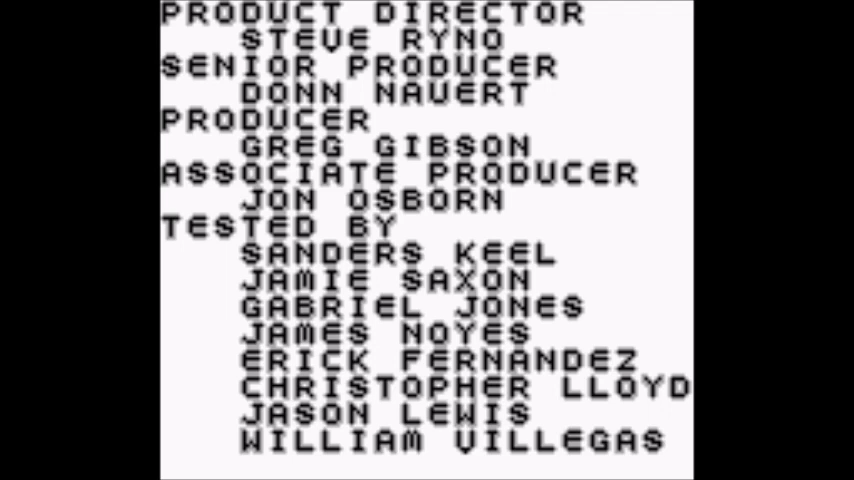 PRODUCT DIRECTOR
STEVE RYNO
SENIOR PRODUCER
DONN NAUERT
PRODUCER
GREG GIBSON
ASSOCIATE PRODUCER
JON OSBORN
TESTED BY
SANDERS KEEL
JAMIE SAXON
GABRIEL JONES
JAMES NOYES
ERICK FERNANDEZ
CHRISTOPHER LLOYD
JASON LEWIS
WILLIAM VILLEGAS